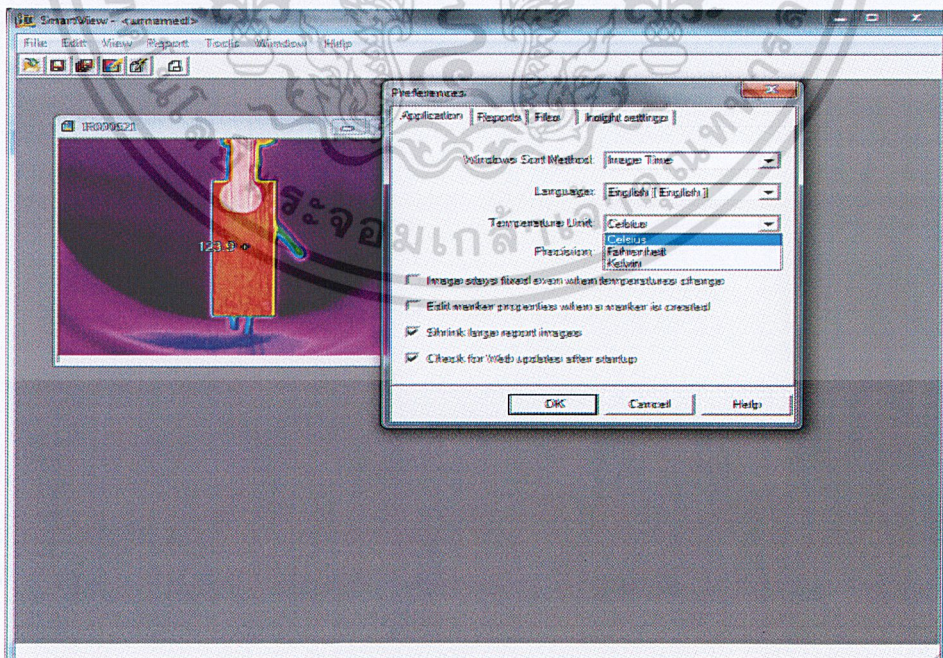 SmartView - <unnamed>
File Edit View Report Tools Window Help
IR000521
123.9
Preferences
Application Reports Files Insight settings
Windows Sort Method: Image Time
Language: English [ English ]
Temperature Unit: Celsius
Celsius
Fahrenheit
Kelvin
Precision:
Image stays fixed even when temperatures change
Edit marker properties when a marker is created
Shrink large report images
Check for Web updates after startup
OK Cancel Help